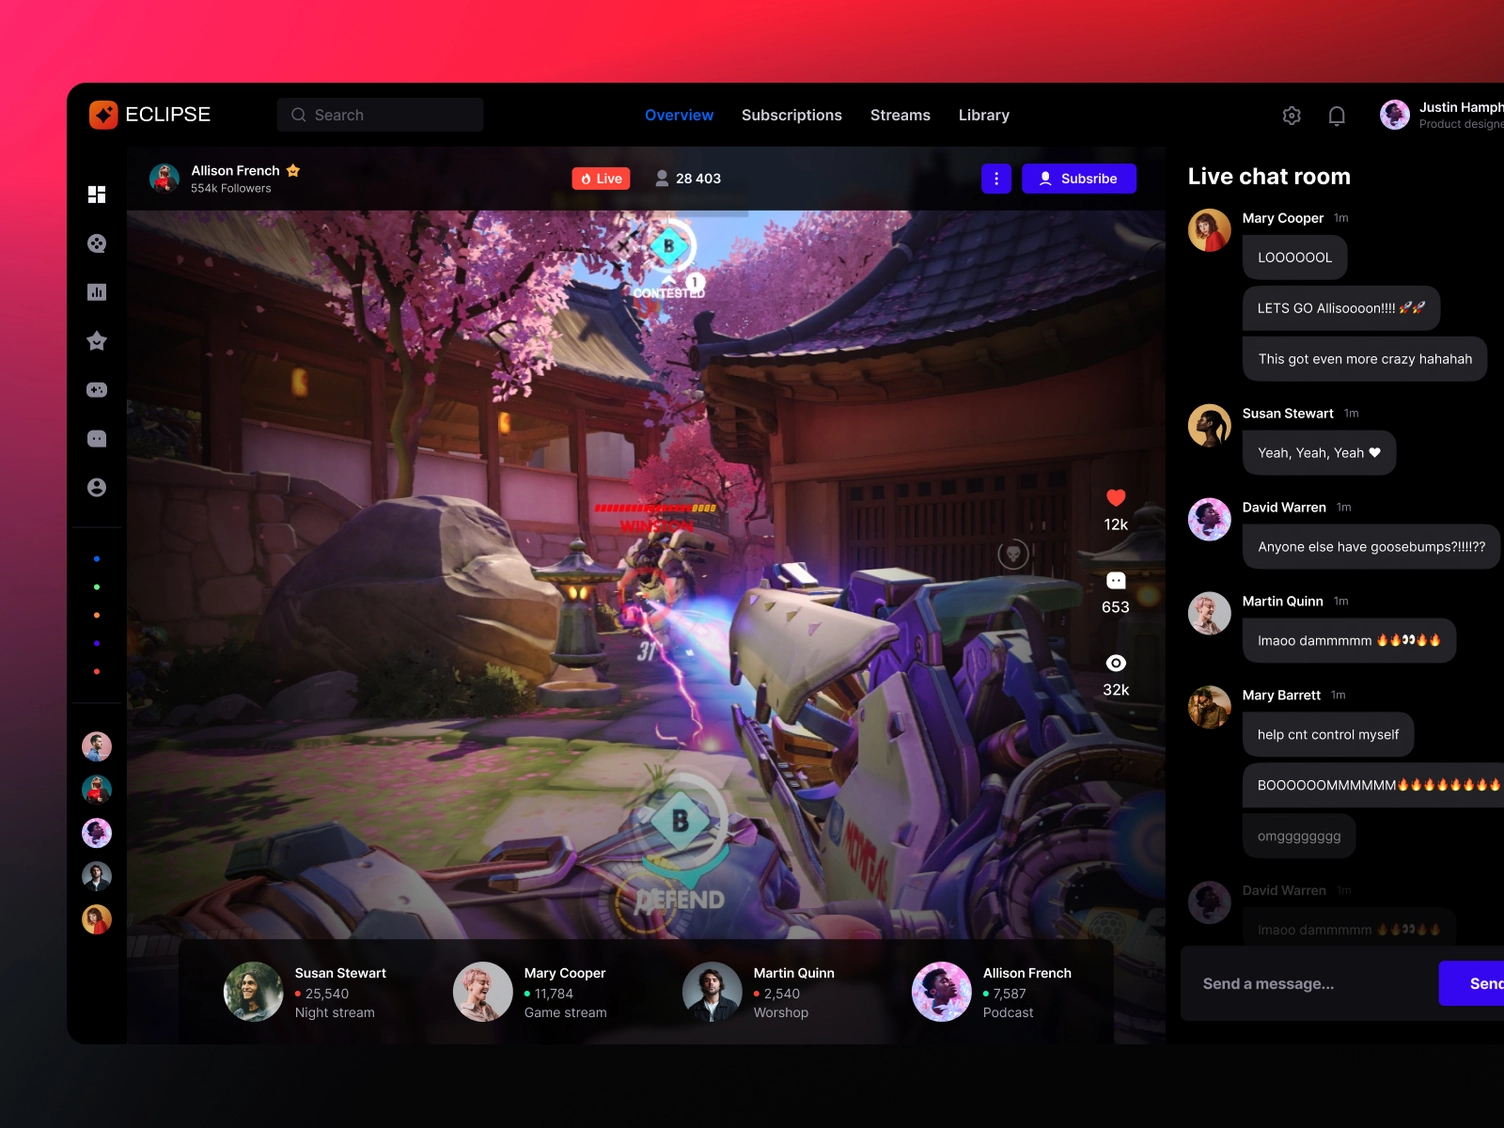 ECLIPSE
Search
Overview
Subscriptions
Streams
Library
Justin Hamph
Product designe
Allison French
554k Followers
Live
28 403
Subsribe
B
1
CONTESTED
WINSTON
31
12k
653
32k
B
DEFEND
Susan Stewart
25,540
Night stream
Mary Cooper
11,784
Game stream
Martin Quinn
2,540
Worshop
Allison French
7,587
Podcast
Live chat room
Mary Cooper 1m
LOOOOOOL
LETS GO Allisoooon!!!! 🚀🚀
This got even more crazy hahahah
Susan Stewart 1m
Yeah, Yeah, Yeah ♥
David Warren 1m
Anyone else have goosebumps?!!!!??
Martin Quinn 1m
lmaoo dammmmm 🔥🔥👀🔥🔥
Mary Barrett 1m
help cnt control myself
BOOOOOOMMMMMM🔥🔥🔥🔥🔥🔥🔥🔥
omgggggggg
David Warren 1m
lmaoo dammmmm 🔥🔥👀🔥🔥
Send a message...
Send